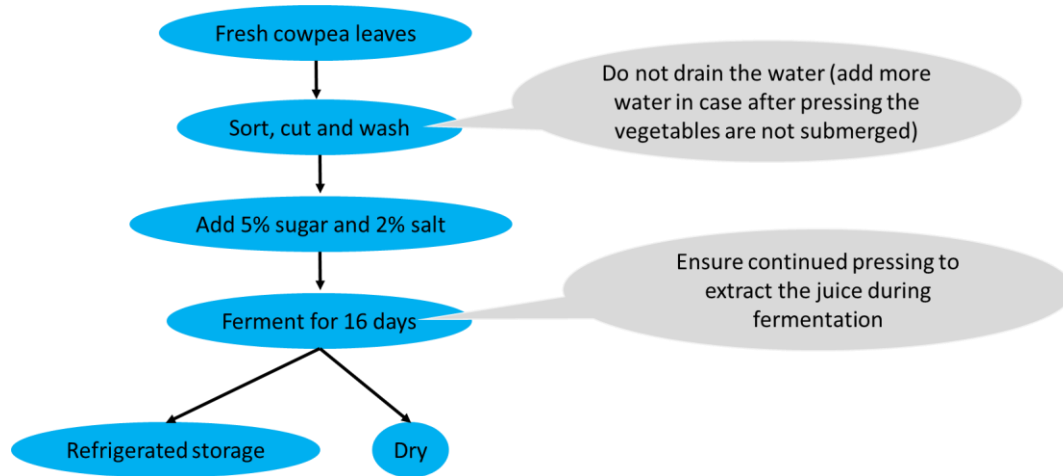 Fresh cowpea leaves
Do not drain the water (add more
water in case after pressing the
vegetables are not submerged)
Sort, cut and wash
Add 5% sugar and 2% salt
Ensure continued pressing to
extract the juice during
fermentation
Ferment for 16 days
Refrigerated storage
Dry